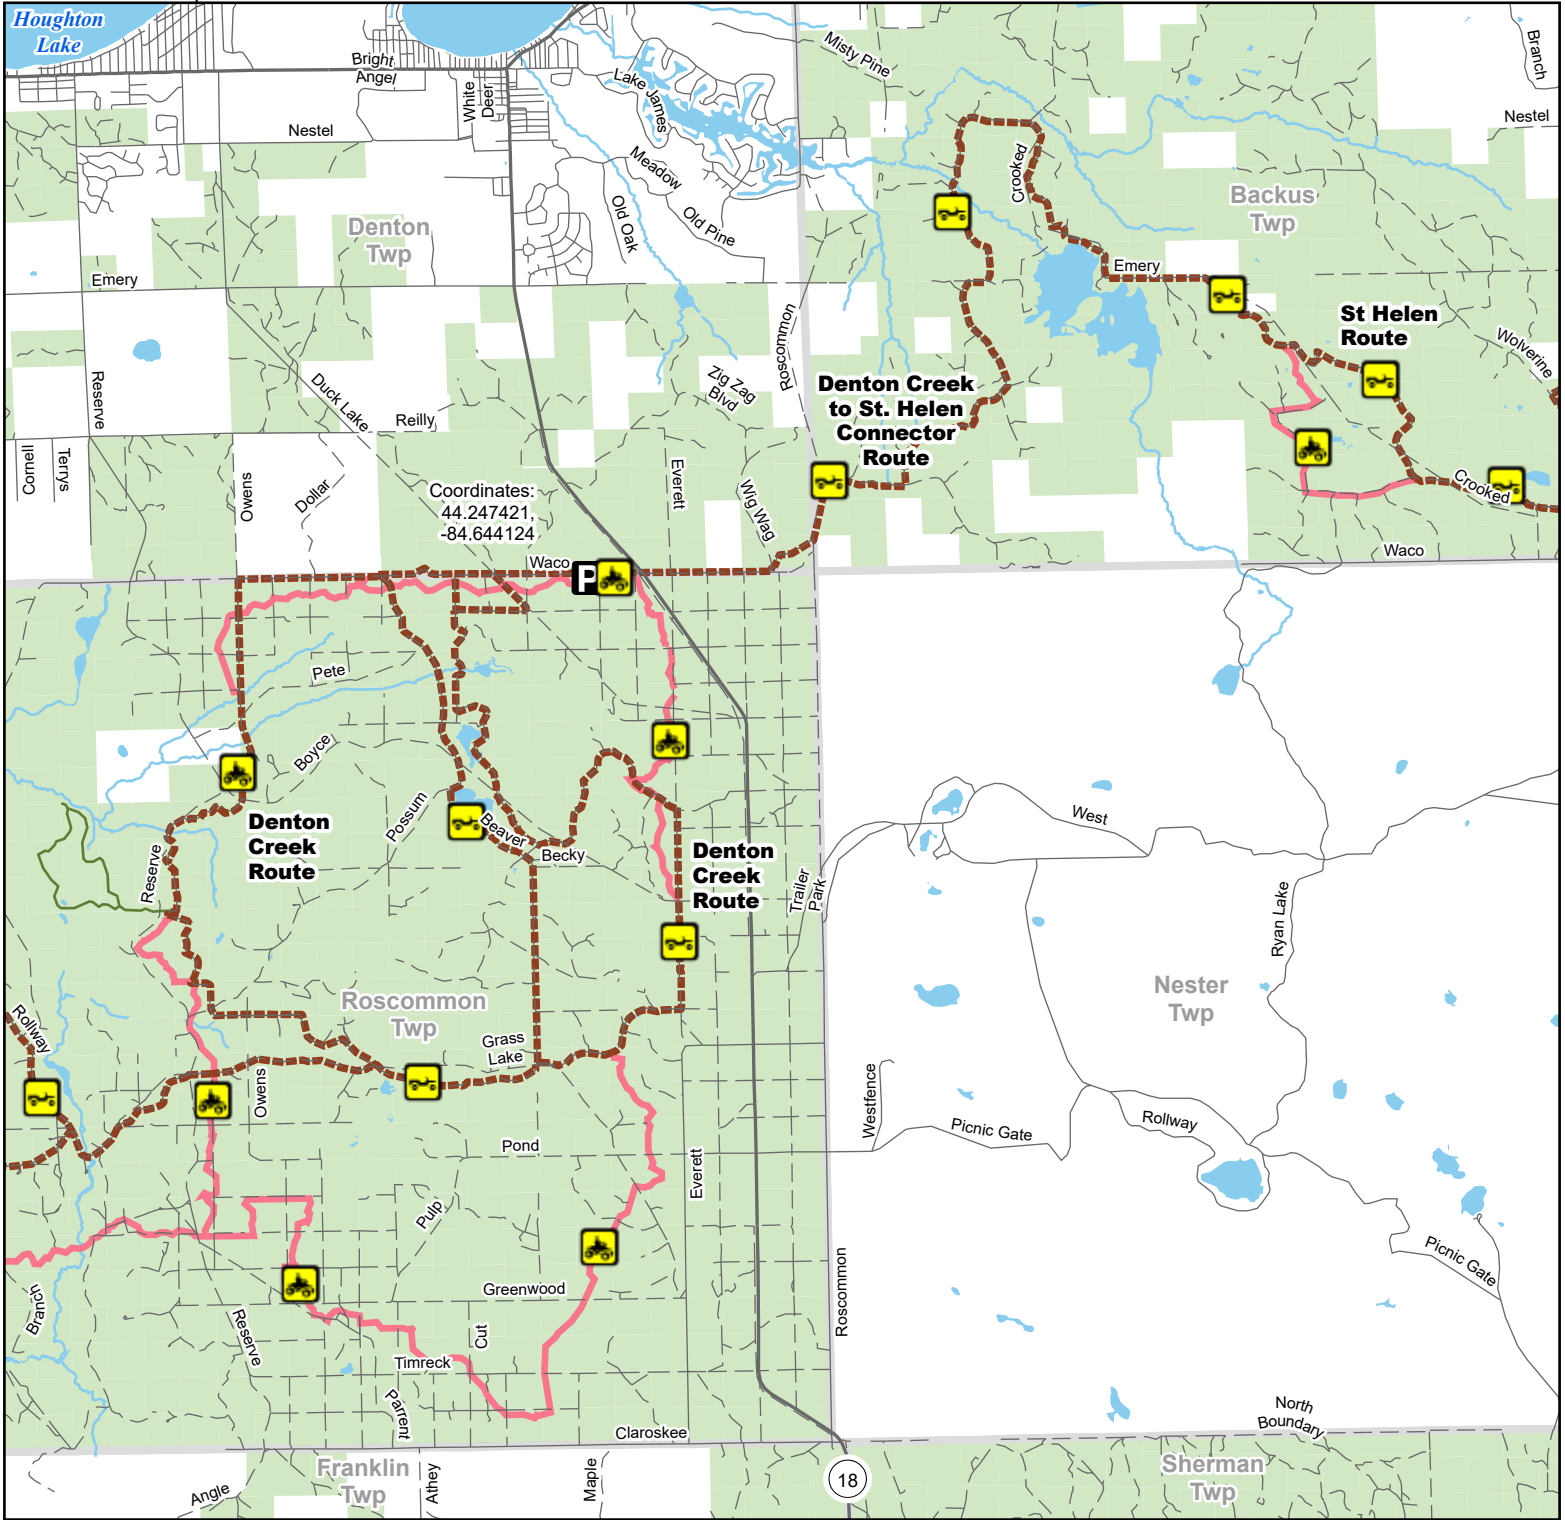 Houghton
Lake
Bright
Angel
White
Deer
Lake James
Misty Pine
Branch
Nestel
Nestel
Meadow
Old Pine
Old Oak
Crooked
Backus
Twp
Denton
Twp
Emery
Emery
Roscommon
St Helen
Route
Wolverine
Reserve
Duck Lake
Reilly
Zig Zag
Blvd
Denton Creek
to St. Helen
Connector
Route
Cornell
Terrys
Owens
Dollar
Coordinates:
44.247421,
-84.644124
Everett
Wig Wag
Crooked
Waco
Waco
P
Pete
Boyce
Possum
Beaver
Becky
West
Denton
Creek
Route
Denton
Creek
Route
Reserve
Trailer
Park
Ryan Lake
Roscommon
Twp
Nester
Twp
Rollway
Grass
Lake
Owens
Westfence
Picnic Gate
Rollway
Pond
Everett
Pulp
Picnic Gate
Branch
Greenwood
Roscommon
Reserve
Cut
Timreck
Parrent
Claroskee
North
Boundary
Franklin
Twp
Athey
Maple
Angle
18
Sherman
Twp